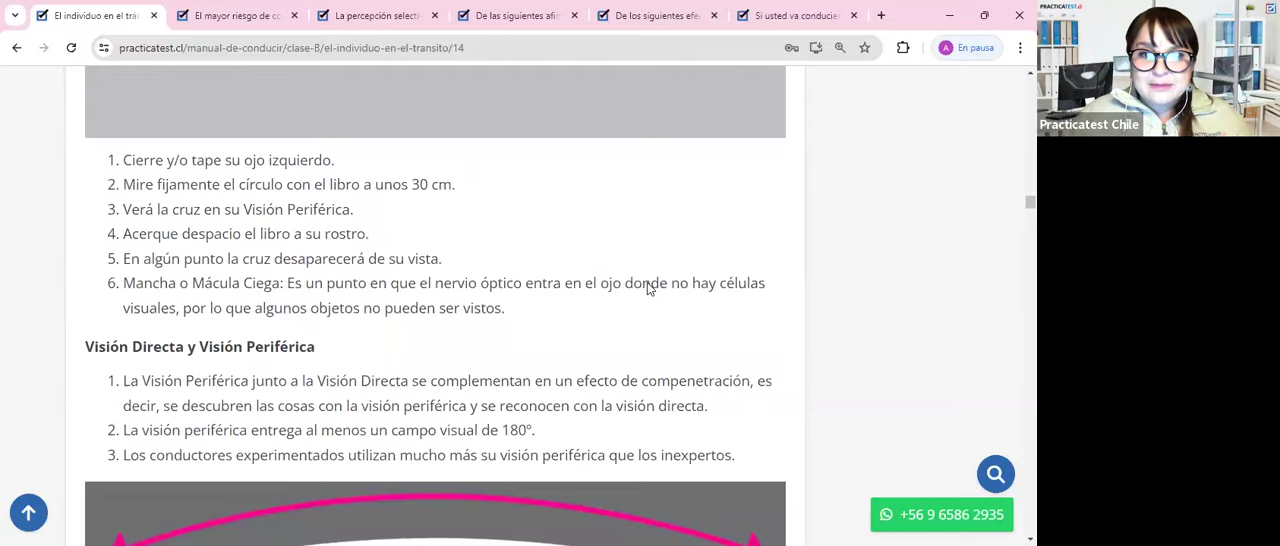 El individuo en el trán
El mayor riesgo de co
La percepción selectiv
De las siguientes afir
De los siguientes efe
Si usted va conducie
practicatest.cl/manual-de-conducir/clase-B/el-individuo-en-el-transito/14
A En pausa
PRACTICATEST.cl
Practicatest Chile
1. Cierre y/o tape su ojo izquierdo.
2. Mire fijamente el círculo con el libro a unos 30 cm.
3. Verá la cruz en su Visión Periférica.
4. Acerque despacio el libro a su rostro.
5. En algún punto la cruz desaparecerá de su vista.
6. Mancha o Mácula Ciega: Es un punto en que el nervio óptico entra en el ojo donde no hay células
visuales, por lo que algunos objetos no pueden ser vistos.
Visión Directa y Visión Periférica
1. La Visión Periférica junto a la Visión Directa se complementan en un efecto de compenetración, es
decir, se descubren las cosas con la visión periférica y se reconocen con la visión directa.
2. La visión periférica entrega al menos un campo visual de 180º.
3. Los conductores experimentados utilizan mucho más su visión periférica que los inexpertos.
+56 9 6586 2935